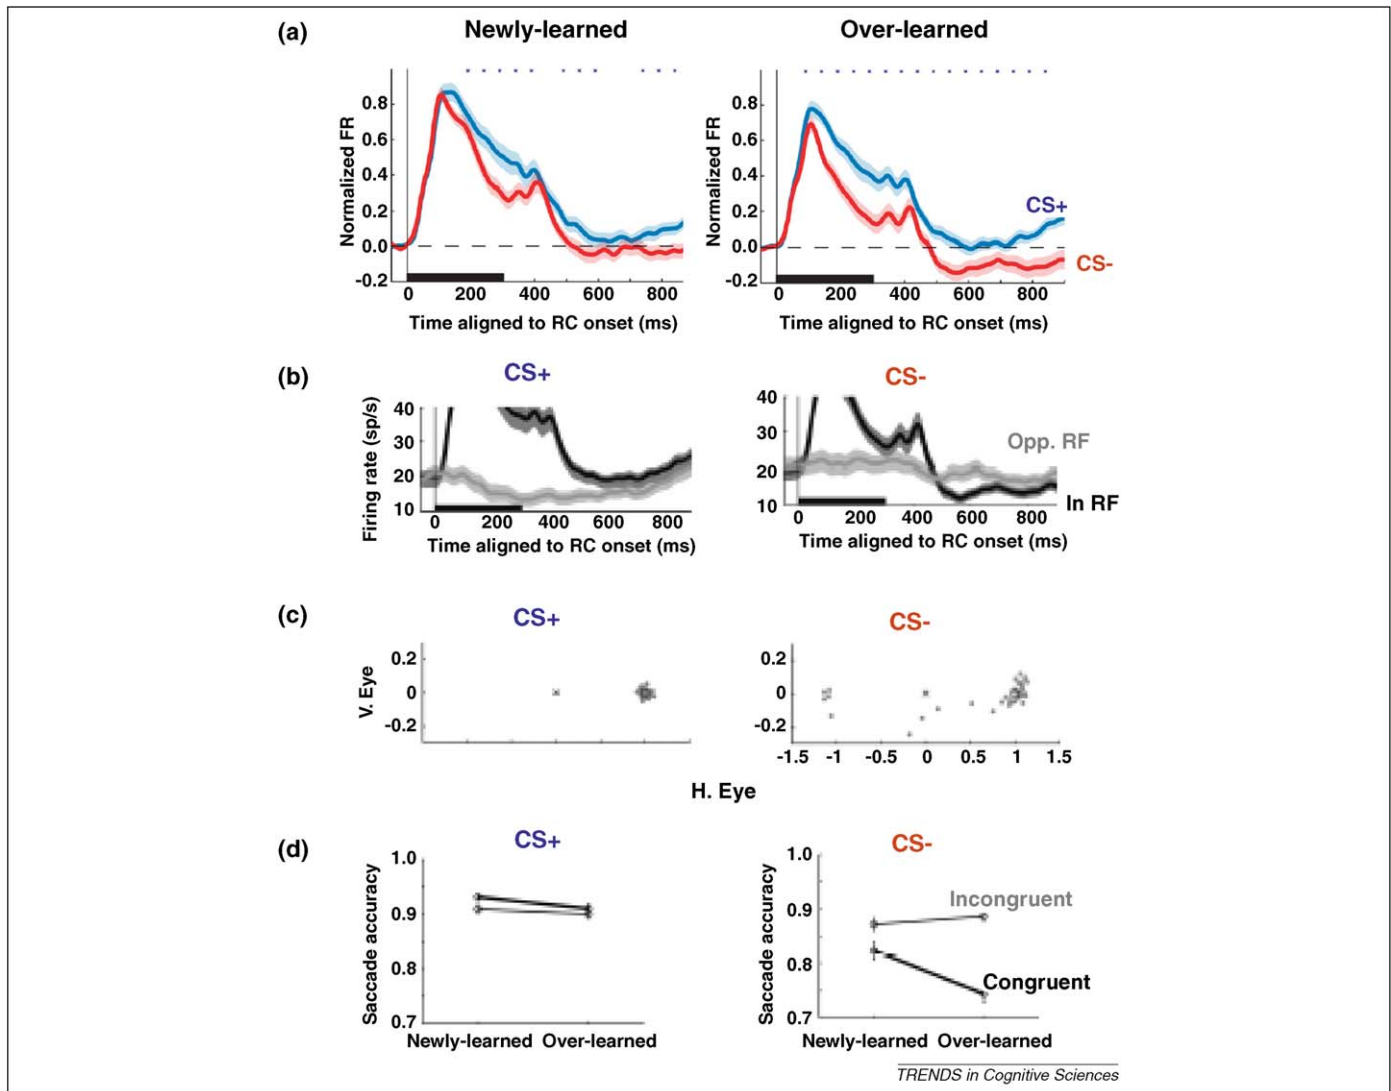 (a)
Newly-learned
Over-learned
Normalized FR
0.8
0.6
0.4
0.2
0.0
-0.2
0 200 400 600 800
Time aligned to RC onset (ms)
Normalized FR
0.8
0.6
0.4
0.2
0.0
-0.2
0 200 400 600 800
Time aligned to RC onset (ms)
CS+
CS-
(b)
CS+
CS-
Firing rate (sp/s)
40
30
20
10
0 200 400 600 800
Time aligned to RC onset (ms)
40
30
20
10
0 200 400 600 800
Time aligned to RC onset (ms)
Opp. RF
In RF
(c)
CS+
CS-
V. Eye
0.2
0
-0.2
0.2
0
-0.2
-1.5 -1 -0.5 0 0.5 1 1.5
H. Eye
(d)
CS+
CS-
Saccade accuracy
1.0
0.9
0.8
0.7
Newly-learned Over-learned
Saccade accuracy
1.0
0.9
0.8
0.7
Incongruent
Congruent
Newly-learned Over-learned
TRENDS in Cognitive Sciences